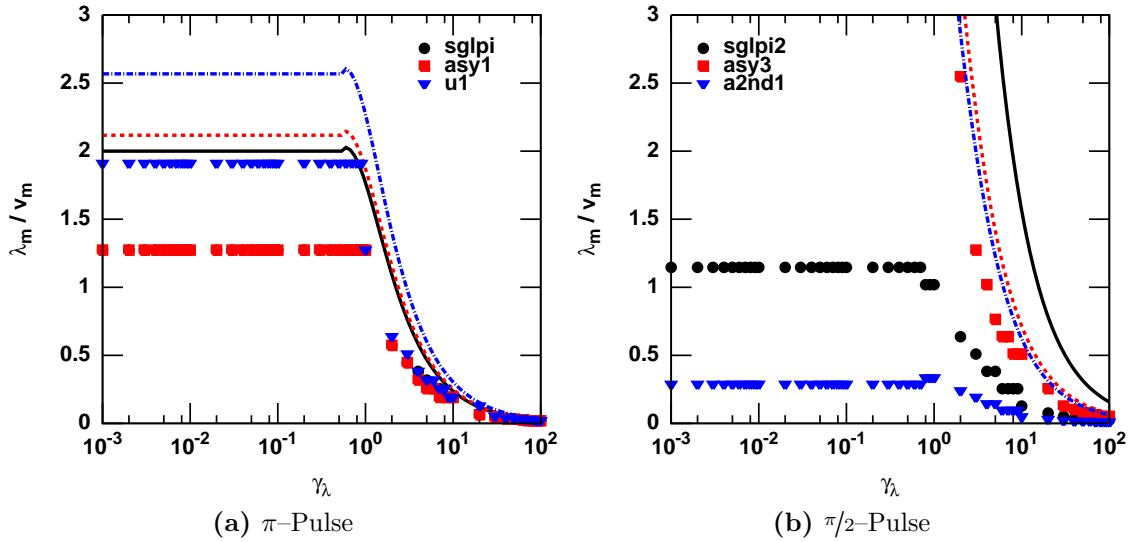 3
2.5
2
1.5
1
0.5
0
λm / vm
sglpi
asy1
u1
10-3 10-2 10-1 100 101 102
γλ
(a) π–Pulse
3
2.5
2
1.5
1
0.5
0
λm / vm
sglpi2
asy3
a2nd1
10-3 10-2 10-1 100 101 102
γλ
(b) π/2–Pulse